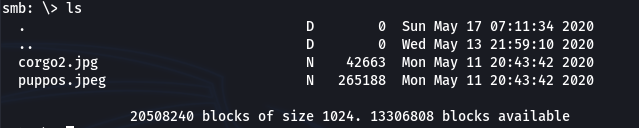 smb: \> ls
. D 0 Sun May 17 07:11:34 2020
.. D 0 Wed May 13 21:59:10 2020
corgo2.jpg N 42663 Mon May 11 20:43:42 2020
puppos.jpeg N 265188 Mon May 11 20:43:42 2020
20508240 blocks of size 1024. 13306808 blocks available